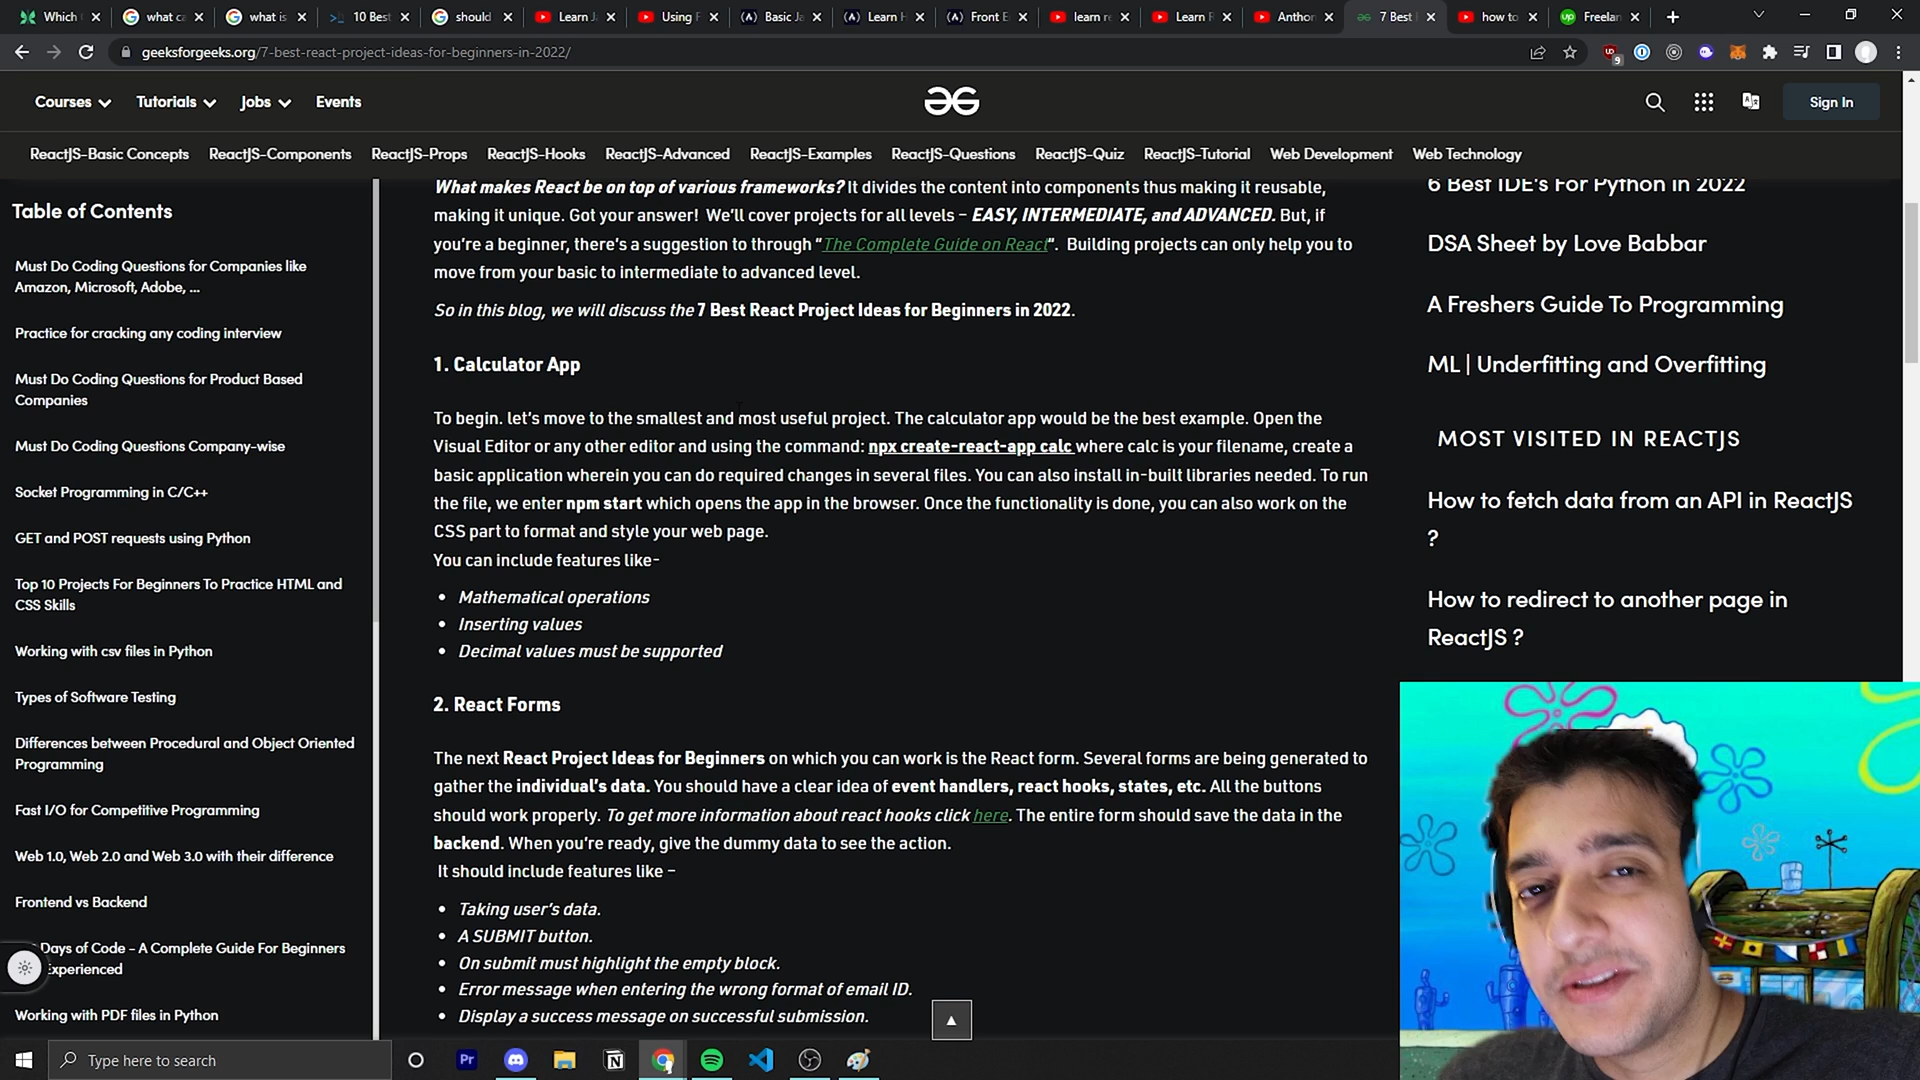 Which
what ca
what is
10 Best
should
Learn J
Using F
Basic Ja
Learn H
Front E
learn re
Learn R
Anthon
7 Best
how to
Freelan
geeksforgeeks.org/7-best-react-project-ideas-for-beginners-in-2022/
9
Courses
Tutorials
Jobs
Events
Sign In
ReactJS-Basic Concepts
ReactJS-Components
ReactJS-Props
ReactJS-Hooks
ReactJS-Advanced
ReactJS-Examples
ReactJS-Questions
ReactJS-Quiz
ReactJS-Tutorial
Web Development
Web Technology
Table of Contents
Must Do Coding Questions for Companies like
Amazon, Microsoft, Adobe, ...
Practice for cracking any coding interview
Must Do Coding Questions for Product Based
Companies
Must Do Coding Questions Company-wise
Socket Programming in C/C++
GET and POST requests using Python
Top 10 Projects For Beginners To Practice HTML and
CSS Skills
Working with csv files in Python
Types of Software Testing
Differences between Procedural and Object Oriented
Programming
Fast I/O for Competitive Programming
Web 1.0, Web 2.0 and Web 3.0 with their difference
Frontend vs Backend
Days of Code - A Complete Guide For Beginners
Experienced
Working with PDF files in Python
What makes React be on top of various frameworks? It divides the content into components thus making it reusable,
making it unique. Got your answer! We'll cover projects for all levels – EASY, INTERMEDIATE, and ADVANCED. But, if
you're a beginner, there's a suggestion to through "The Complete Guide on React". Building projects can only help you to
move from your basic to intermediate to advanced level.
So in this blog, we will discuss the 7 Best React Project Ideas for Beginners in 2022.
1. Calculator App
To begin. let's move to the smallest and most useful project. The calculator app would be the best example. Open the
Visual Editor or any other editor and using the command: npx create-react-app calc where calc is your filename, create a
basic application wherein you can do required changes in several files. You can also install in-built libraries needed. To run
the file, we enter npm start which opens the app in the browser. Once the functionality is done, you can also work on the
CSS part to format and style your web page.
You can include features like-
• Mathematical operations
• Inserting values
• Decimal values must be supported
2. React Forms
The next React Project Ideas for Beginners on which you can work is the React form. Several forms are being generated to
gather the individual's data. You should have a clear idea of event handlers, react hooks, states, etc. All the buttons
should work properly. To get more information about react hooks click here. The entire form should save the data in the
backend. When you're ready, give the dummy data to see the action.
It should include features like –
• Taking user's data.
• A SUBMIT button.
• On submit must highlight the empty block.
• Error message when entering the wrong format of email ID.
• Display a success message on successful submission.
6 Best IDE's For Python in 2022
DSA Sheet by Love Babbar
A Freshers Guide To Programming
ML | Underfitting and Overfitting
MOST VISITED IN REACTJS
How to fetch data from an API in ReactJS
?
How to redirect to another page in
ReactJS ?
Type here to search
Pr